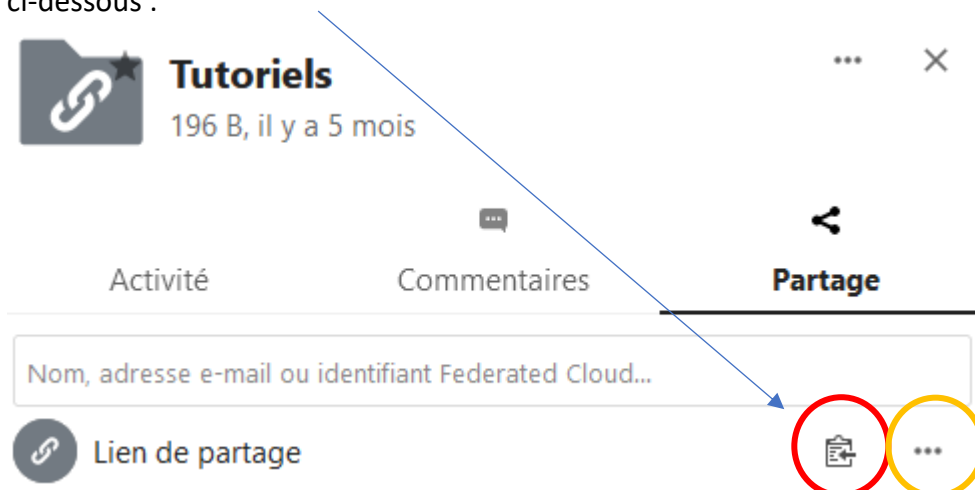 ci-dessous :
Tutoriels
196 B, il y a 5 mois
Activité
Commentaires
Partage
Nom, adresse e-mail ou identifiant Federated Cloud...
Lien de partage